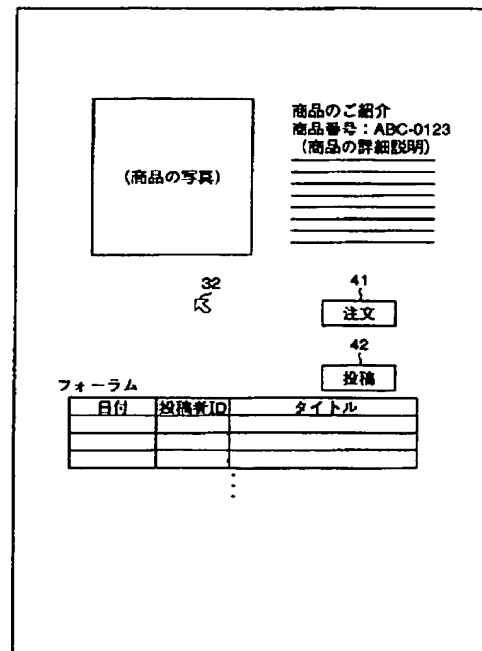 商品のご紹介
商品番号：ABC-0123
(商品の詳細説明)
(商品の写真)
32
41
注文
42
投稿
フォーラム
日付 投稿者ID タイトル